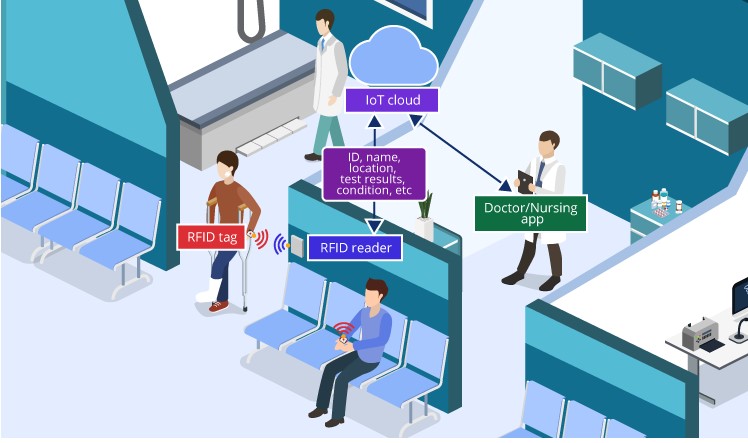 IoT cloud
ID, name,
location,
test results,
condition, etc
Doctor/Nursing
app
RFID tag
RFID reader